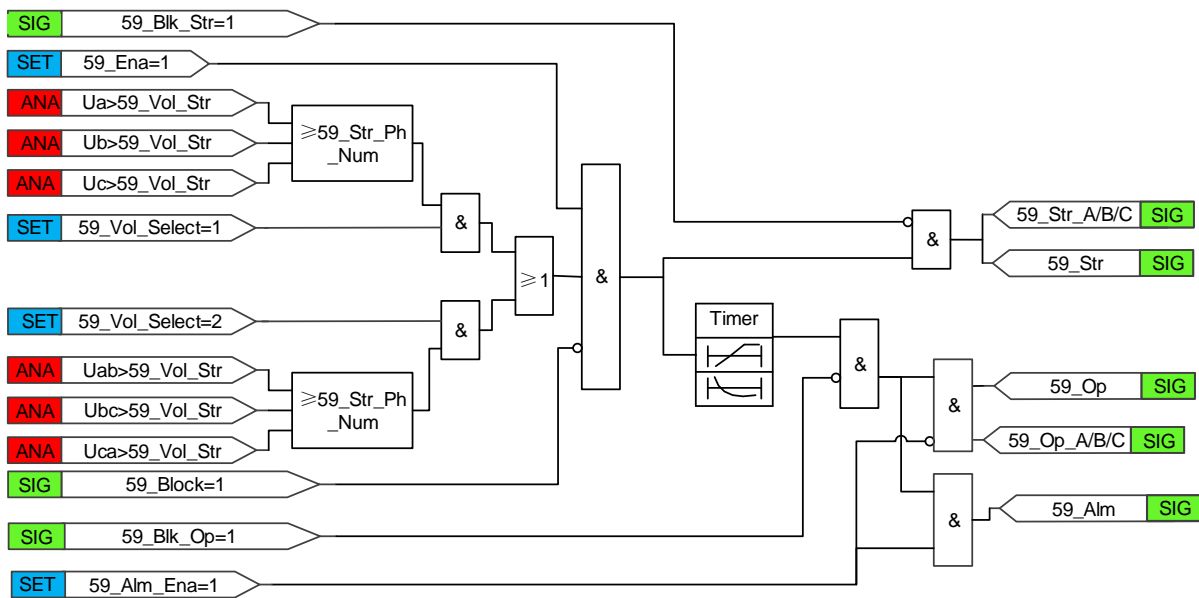 SIG 59_Blk_Str=1
SET 59_Ena=1
ANA Ua>59_Vol_Str
ANA Ub>59_Vol_Str
ANA Uc>59_Vol_Str
≥59_Str_Ph
_Num
SET 59_Vol_Select=1
&
≥1
&
&
59_Str_A/B/C SIG
59_Str SIG
SET 59_Vol_Select=2
&
ANA Uab>59_Vol_Str
ANA Ubc>59_Vol_Str
ANA Uca>59_Vol_Str
≥59_Str_Ph
_Num
Timer
&
&
59_Op SIG
59_Op_A/B/C SIG
SIG 59_Block=1
SIG 59_Blk_Op=1
&
59_Alm SIG
SET 59_Alm_Ena=1